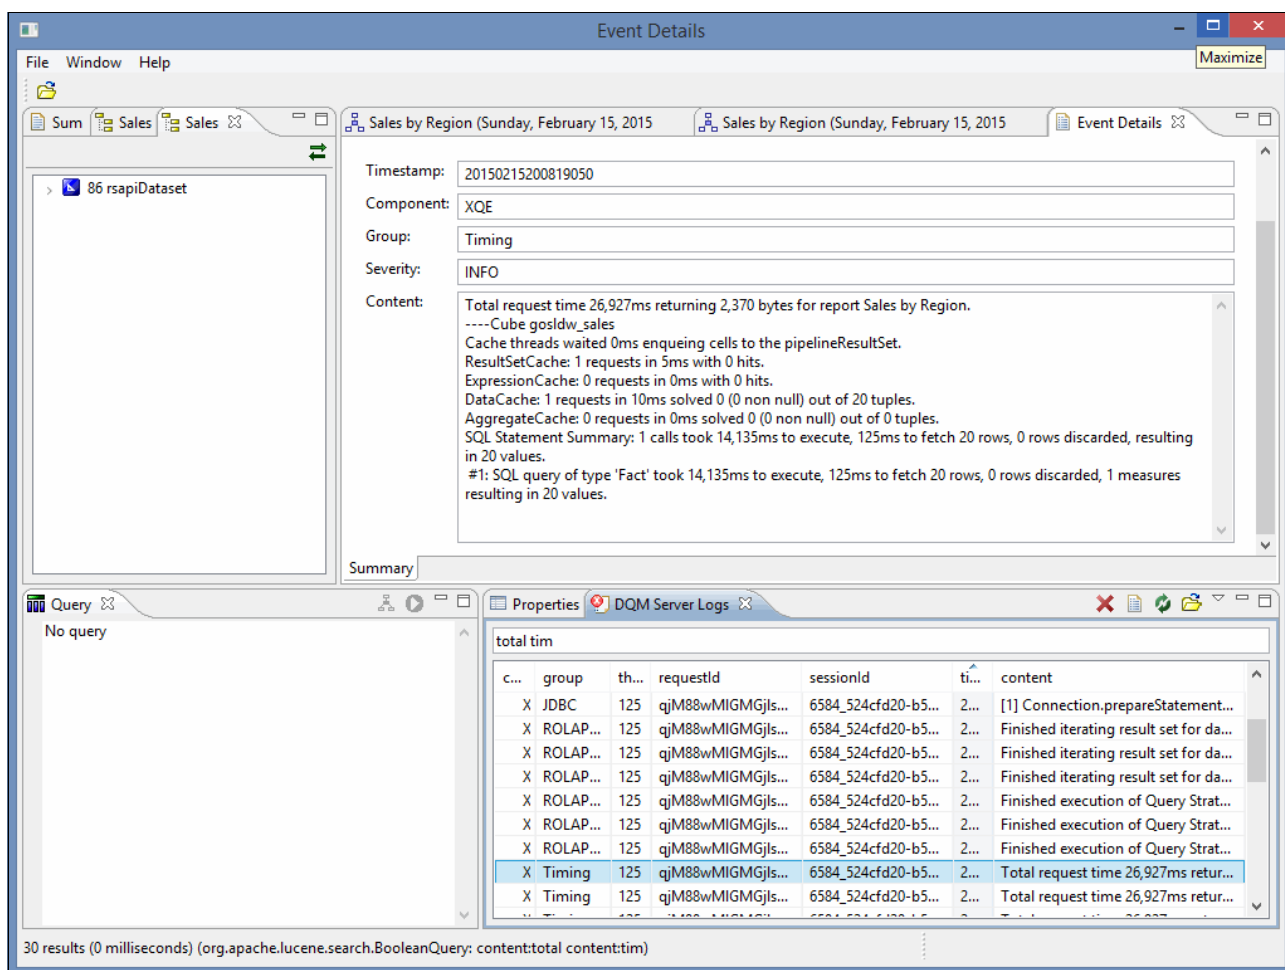 Event Details
File Window Help
Maximize
Sum Sales Sales
Sales by Region (Sunday, February 15, 2015 Sales by Region (Sunday, February 15, 2015 Event Details
86 rsapiDataset
Timestamp: 20150215200819050
Component: XQE
Group: Timing
Severity: INFO
Content: Total request time 26,927ms returning 2,370 bytes for report Sales by Region.
----Cube gosldw_sales
Cache threads waited 0ms enqueing cells to the pipelineResultSet.
ResultSetCache: 1 requests in 5ms with 0 hits.
ExpressionCache: 0 requests in 0ms with 0 hits.
DataCache: 1 requests in 10ms solved 0 (0 non null) out of 20 tuples.
AggregateCache: 0 requests in 0ms solved 0 (0 non null) out of 0 tuples.
SQL Statement Summary: 1 calls took 14,135ms to execute, 125ms to fetch 20 rows, 0 rows discarded, resulting
in 20 values.
#1: SQL query of type 'Fact' took 14,135ms to execute, 125ms to fetch 20 rows, 0 rows discarded, 1 measures
resulting in 20 values.
Summary
Query
No query
Properties DQM Server Logs
total tim
c... group th... requestId sessionId ti... content
X JDBC 125 qjM88wMIGMGjls... 6584_524cfd20-b5... 2... [1] Connection.prepareStatement...
X ROLAP... 125 qjM88wMIGMGjls... 6584_524cfd20-b5... 2... Finished iterating result set for da...
X ROLAP... 125 qjM88wMIGMGjls... 6584_524cfd20-b5... 2... Finished iterating result set for da...
X ROLAP... 125 qjM88wMIGMGjls... 6584_524cfd20-b5... 2... Finished iterating result set for da...
X ROLAP... 125 qjM88wMIGMGjls... 6584_524cfd20-b5... 2... Finished execution of Query Strat...
X ROLAP... 125 qjM88wMIGMGjls... 6584_524cfd20-b5... 2... Finished execution of Query Strat...
X ROLAP... 125 qjM88wMIGMGjls... 6584_524cfd20-b5... 2... Finished execution of Query Strat...
X Timing 125 qjM88wMIGMGjls... 6584_524cfd20-b5... 2... Total request time 26,927ms retur...
X Timing 125 qjM88wMIGMGjls... 6584_524cfd20-b5... 2... Total request time 26,927ms retur...
30 results (0 milliseconds) (org.apache.lucene.search.BooleanQuery: content:total content:tim)